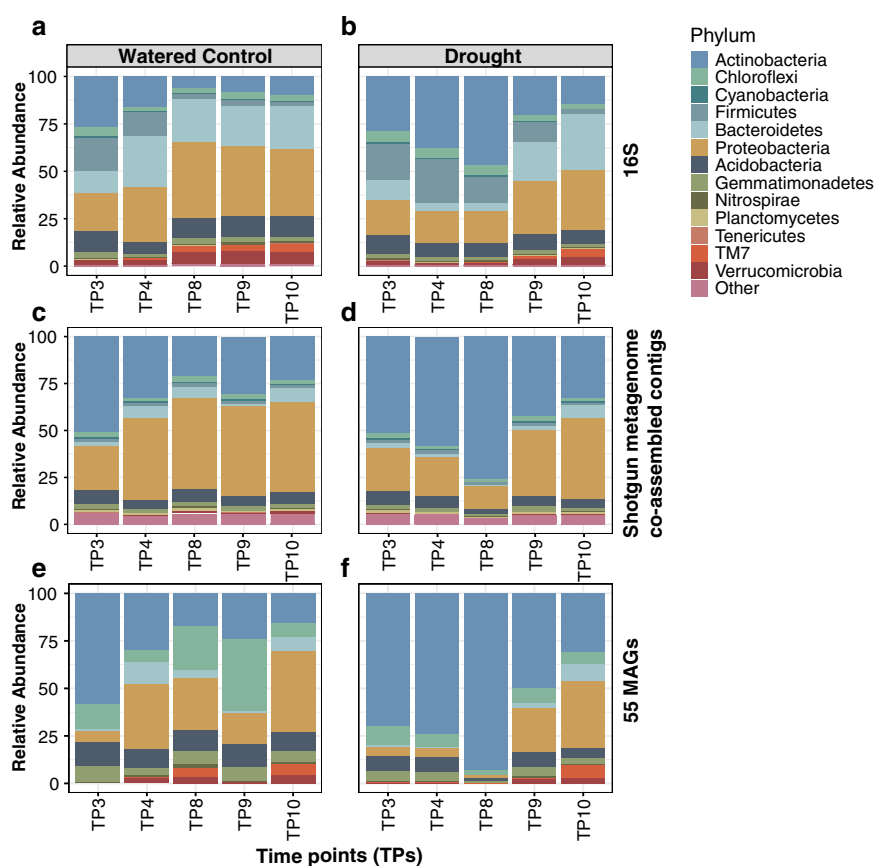 a
Watered Control
b
Drought
Relative Abundance
100
75
50
25
0
TP3
TP4
TP8
TP9
TP10
TP3
TP4
TP8
TP9
TP10
16S
Phylum
Actinobacteria
Chloroflexi
Cyanobacteria
Firmicutes
Bacteroidetes
Proteobacteria
Acidobacteria
Gemmatimonadetes
Nitrospirae
Planctomycetes
Tenericutes
TM7
Verrucomicrobia
Other
c
d
Relative Abundance
100
75
50
25
0
TP3
TP4
TP8
TP9
TP10
TP3
TP4
TP8
TP9
TP10
Shotgun metagenome
co-assembled contigs
e
f
Relative Abundance
100
75
50
25
0
TP3
TP4
TP8
TP9
TP10
TP3
TP4
TP8
TP9
TP10
55 MAGs
Time points (TPs)